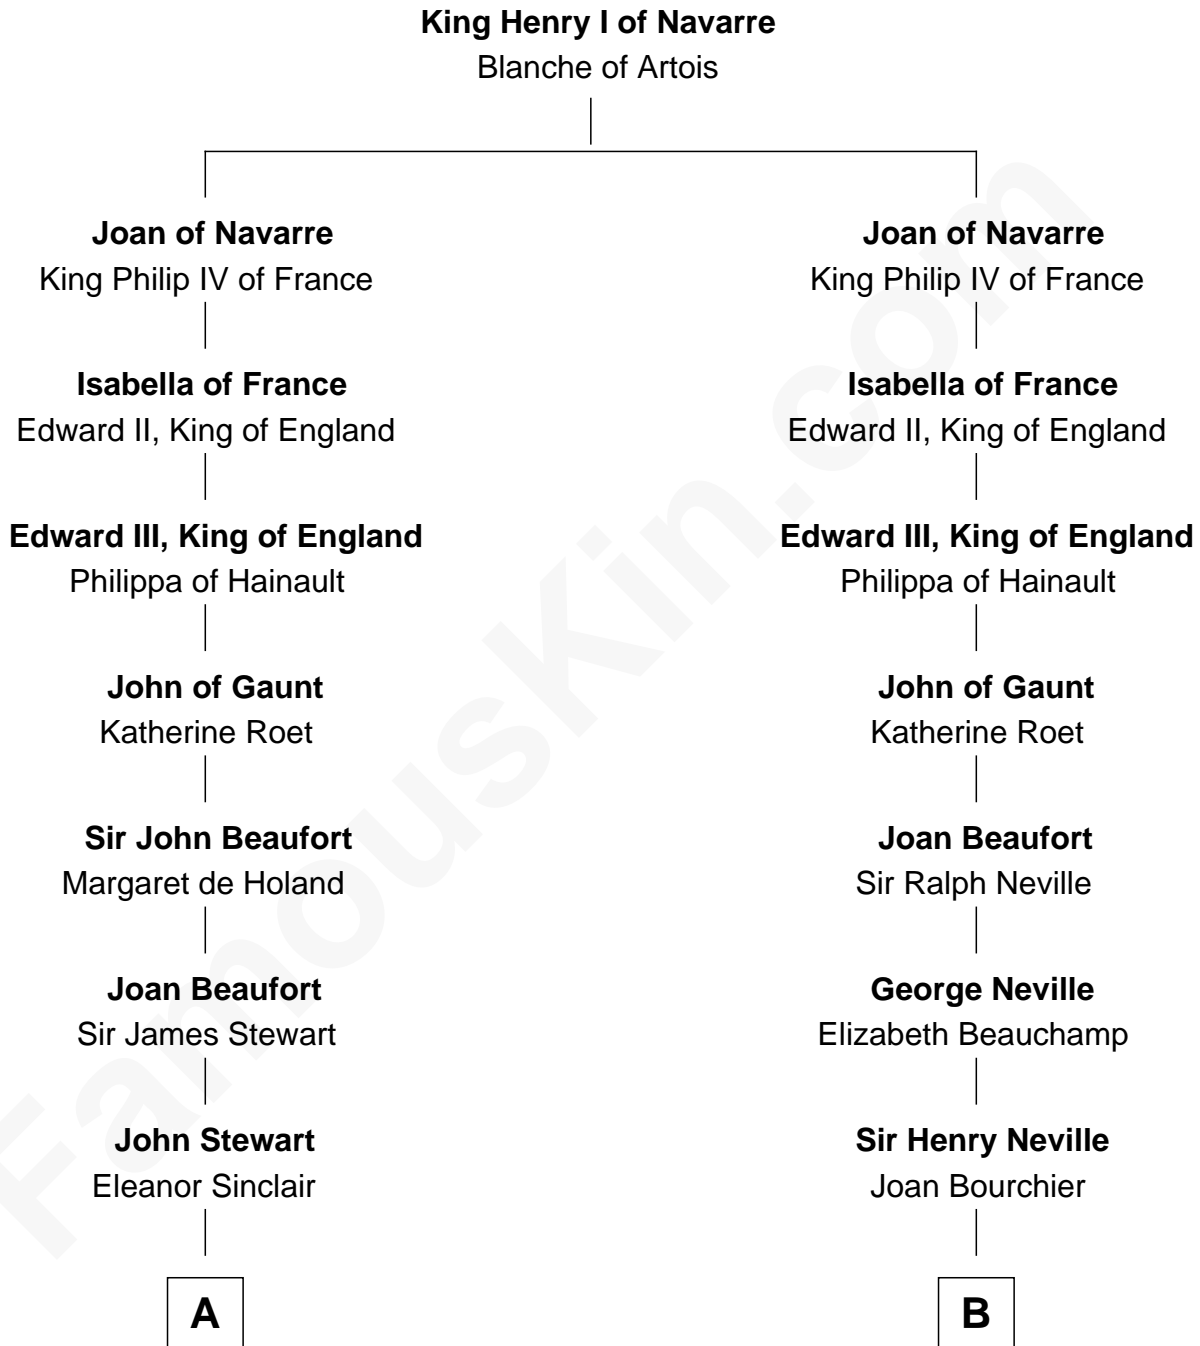 King Henry I of Navarre
Blanche of Artois
Joan of Navarre
King Philip IV of France
Joan of Navarre
King Philip IV of France
Isabella of France
Edward II, King of England
Isabella of France
Edward II, King of England
Edward III, King of England
Philippa of Hainault
Edward III, King of England
Philippa of Hainault
John of Gaunt
Katherine Roet
John of Gaunt
Katherine Roet
Sir John Beaufort
Margaret de Holand
Joan Beaufort
Sir Ralph Neville
Joan Beaufort
Sir James Stewart
George Neville
Elizabeth Beauchamp
John Stewart
Eleanor Sinclair
Sir Henry Neville
Joan Bourchier
A
B
FamousKin.com